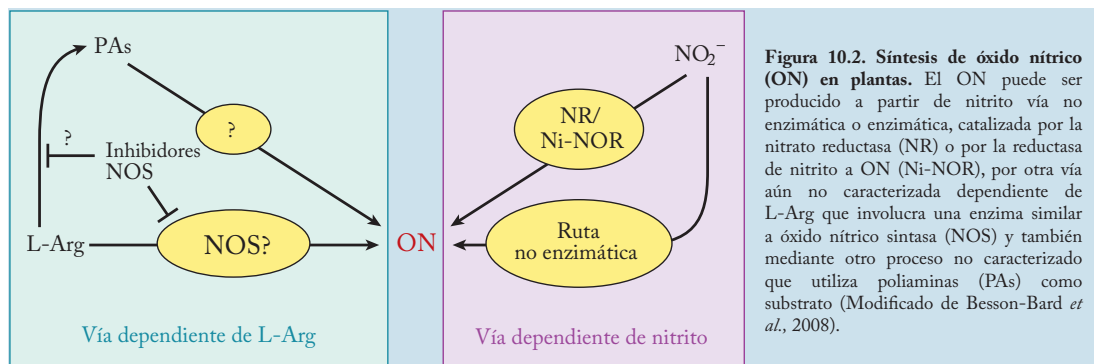 PAs
?
?
Inhibidores
NOS
L-Arg
NOS?
Vía dependiente de L-Arg
ON
NO₂⁻
NR/
Ni-NOR
Ruta
no enzimática
Vía dependiente de nitrito
Figura 10.2. Síntesis de óxido nítrico
(ON) en plantas. El ON puede ser
producido a partir de nitrito vía no
enzimática o enzimática, catalizada por la
nitrato reductasa (NR) o por la reductasa
de nitrito a ON (Ni-NOR), por otra vía
aún no caracterizada dependiente de
L-Arg que involucra una enzima similar
a óxido nítrico sintasa (NOS) y también
mediante otro proceso no caracterizado
que utiliza poliaminas (PAs) como
substrato (Modificado de Besson-Bard et
al., 2008).